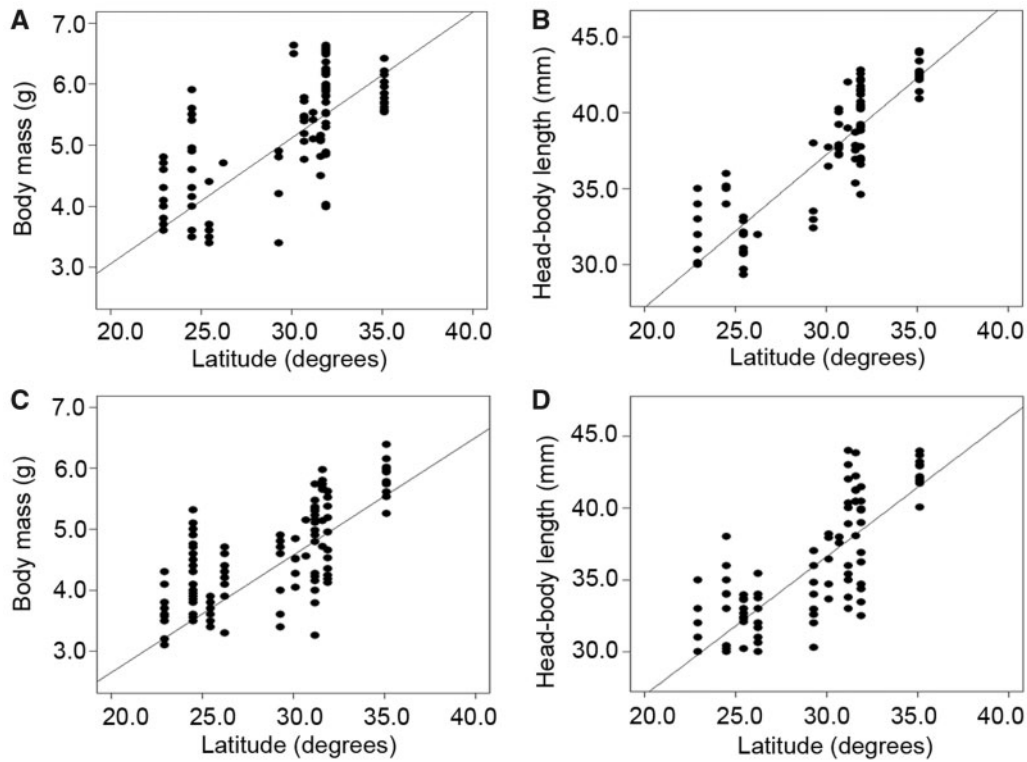 A
Body mass (g)
7.0
6.0
5.0
4.0
3.0
20.0 25.0 30.0 35.0 40.0
Latitude (degrees)
B
Head-body length (mm)
45.0
40.0
35.0
30.0
20.0 25.0 30.0 35.0 40.0
Latitude (degrees)
C
Body mass (g)
7.0
6.0
5.0
4.0
3.0
20.0 25.0 30.0 35.0 40.0
Latitude (degrees)
D
Head-body length (mm)
45.0
40.0
35.0
30.0
20.0 25.0 30.0 35.0 40.0
Latitude (degrees)